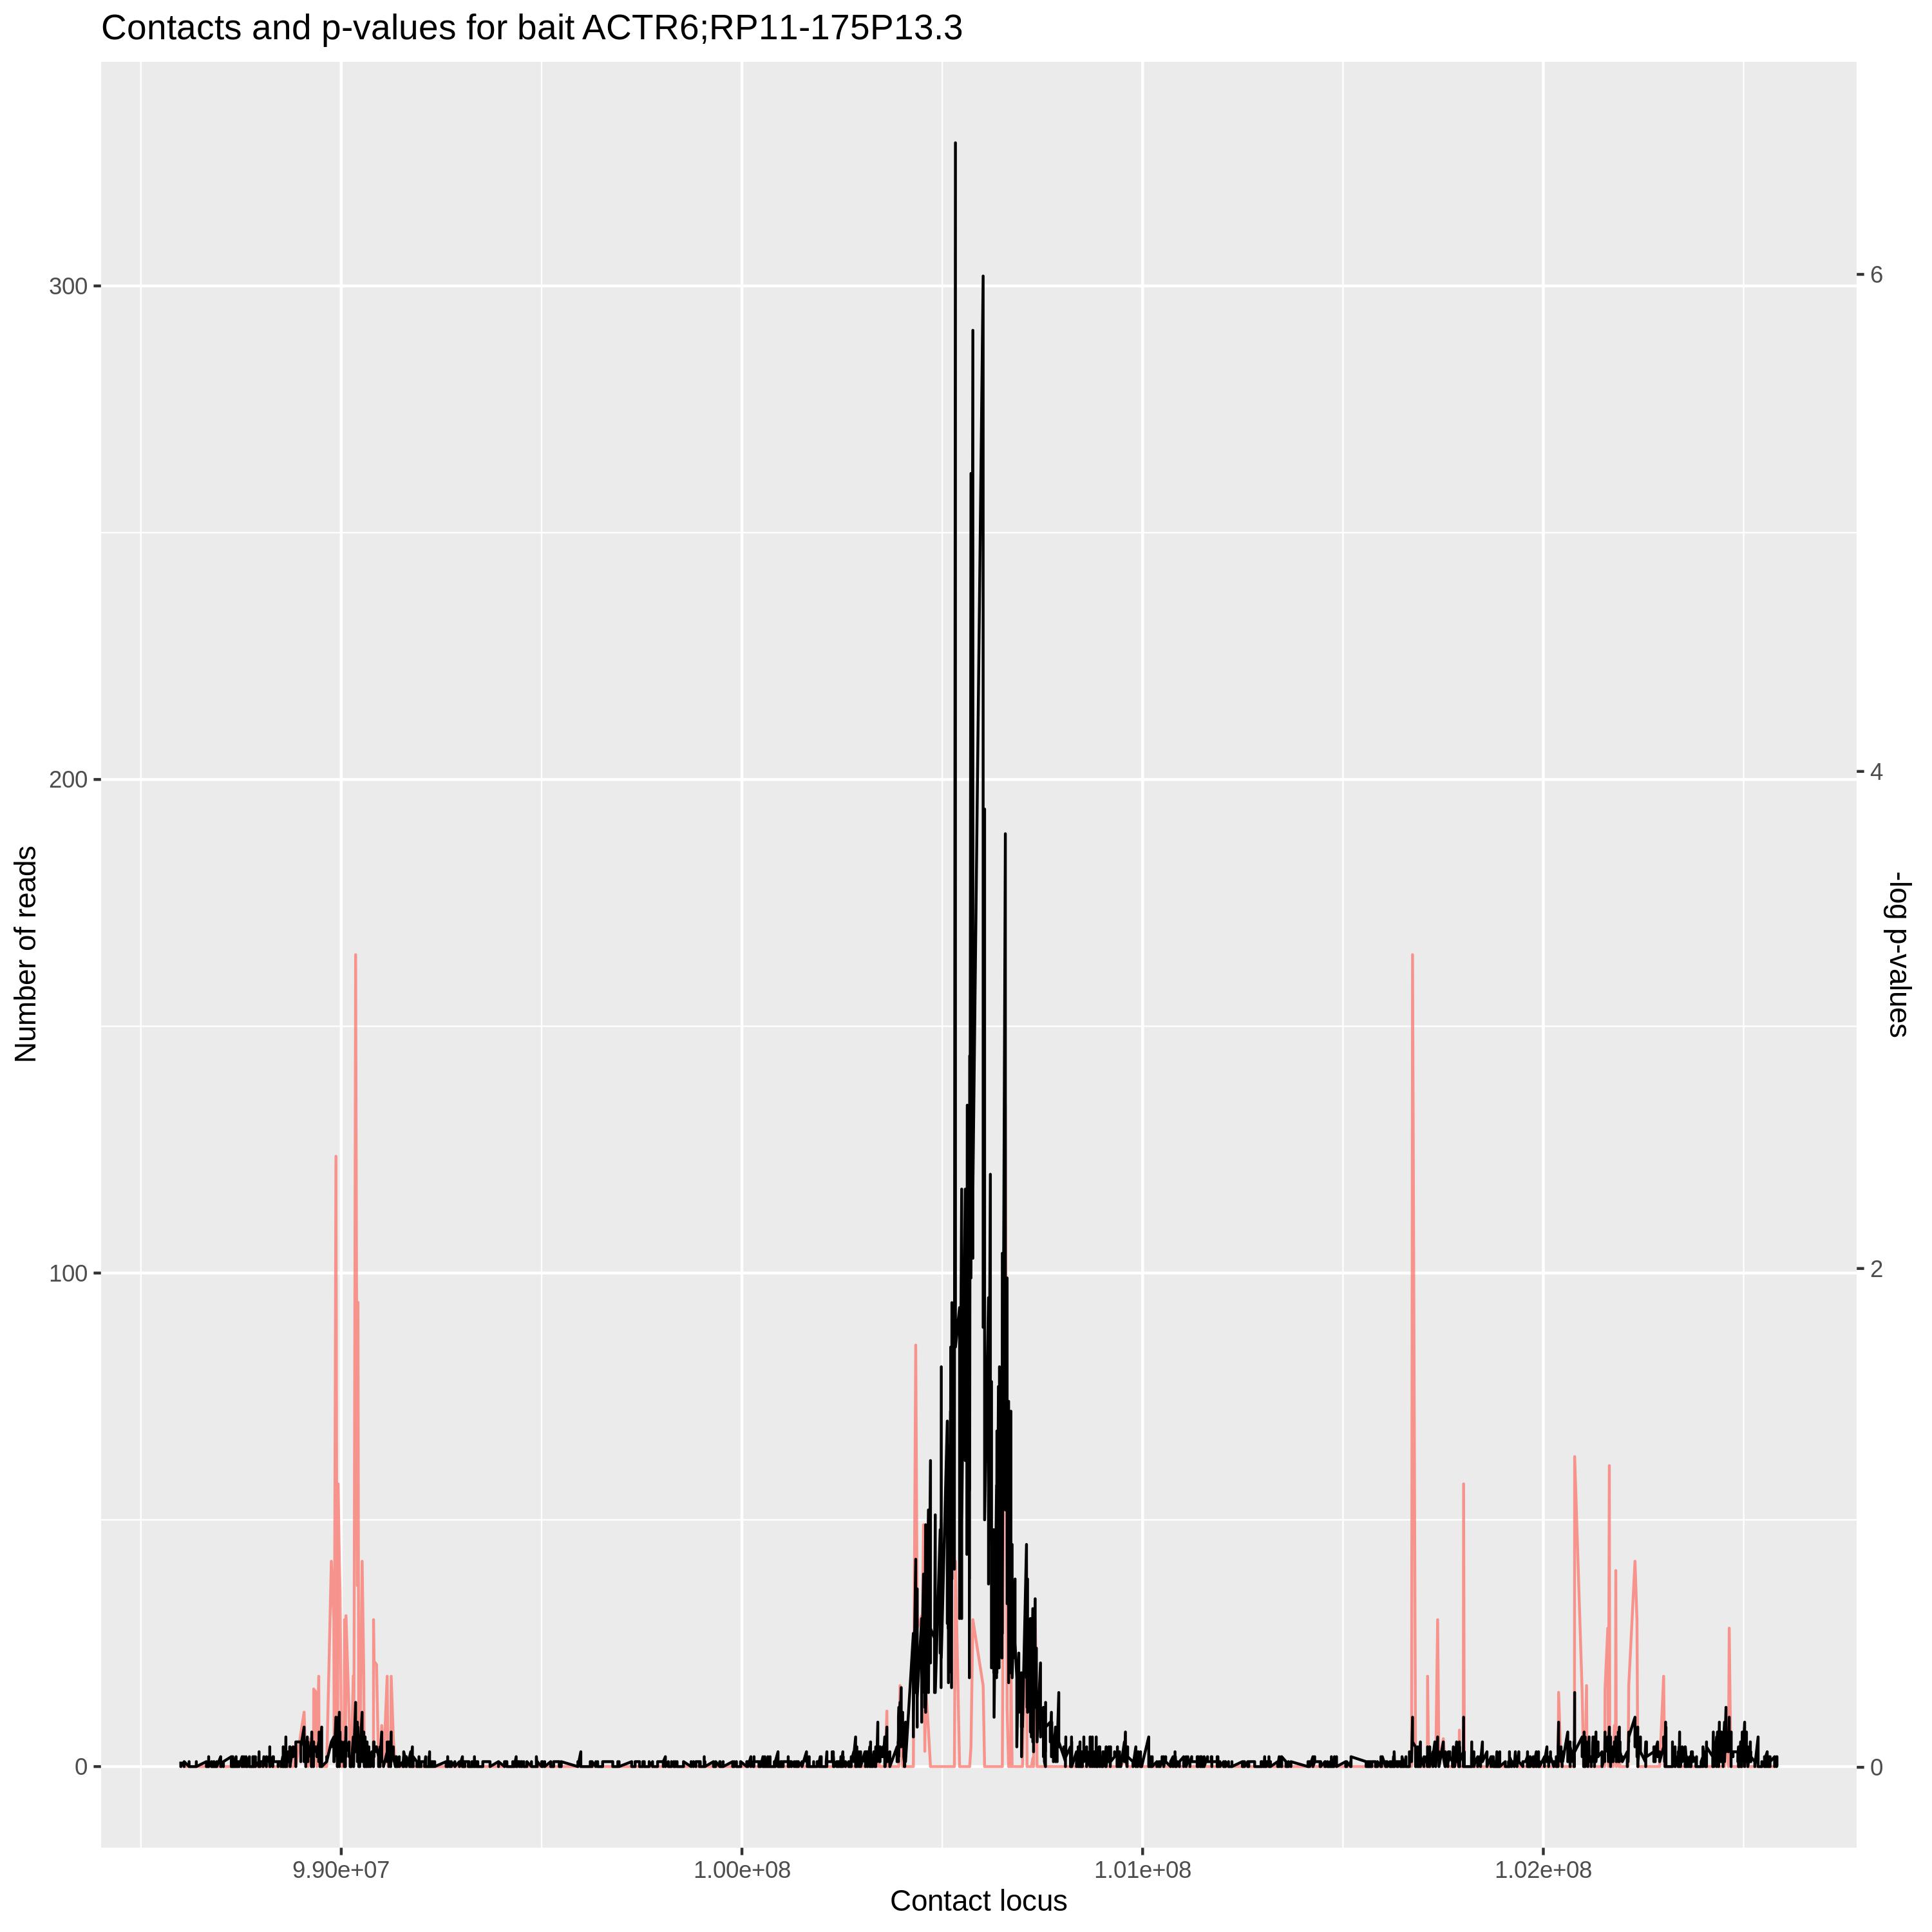 Contacts and p-values for bait ACTR6;RP11-175P13.3
300
200
100
0
6
4
2
0
Number of reads
-log p-values
9.90e+07 1.00e+08 1.01e+08 1.02e+08
Contact locus